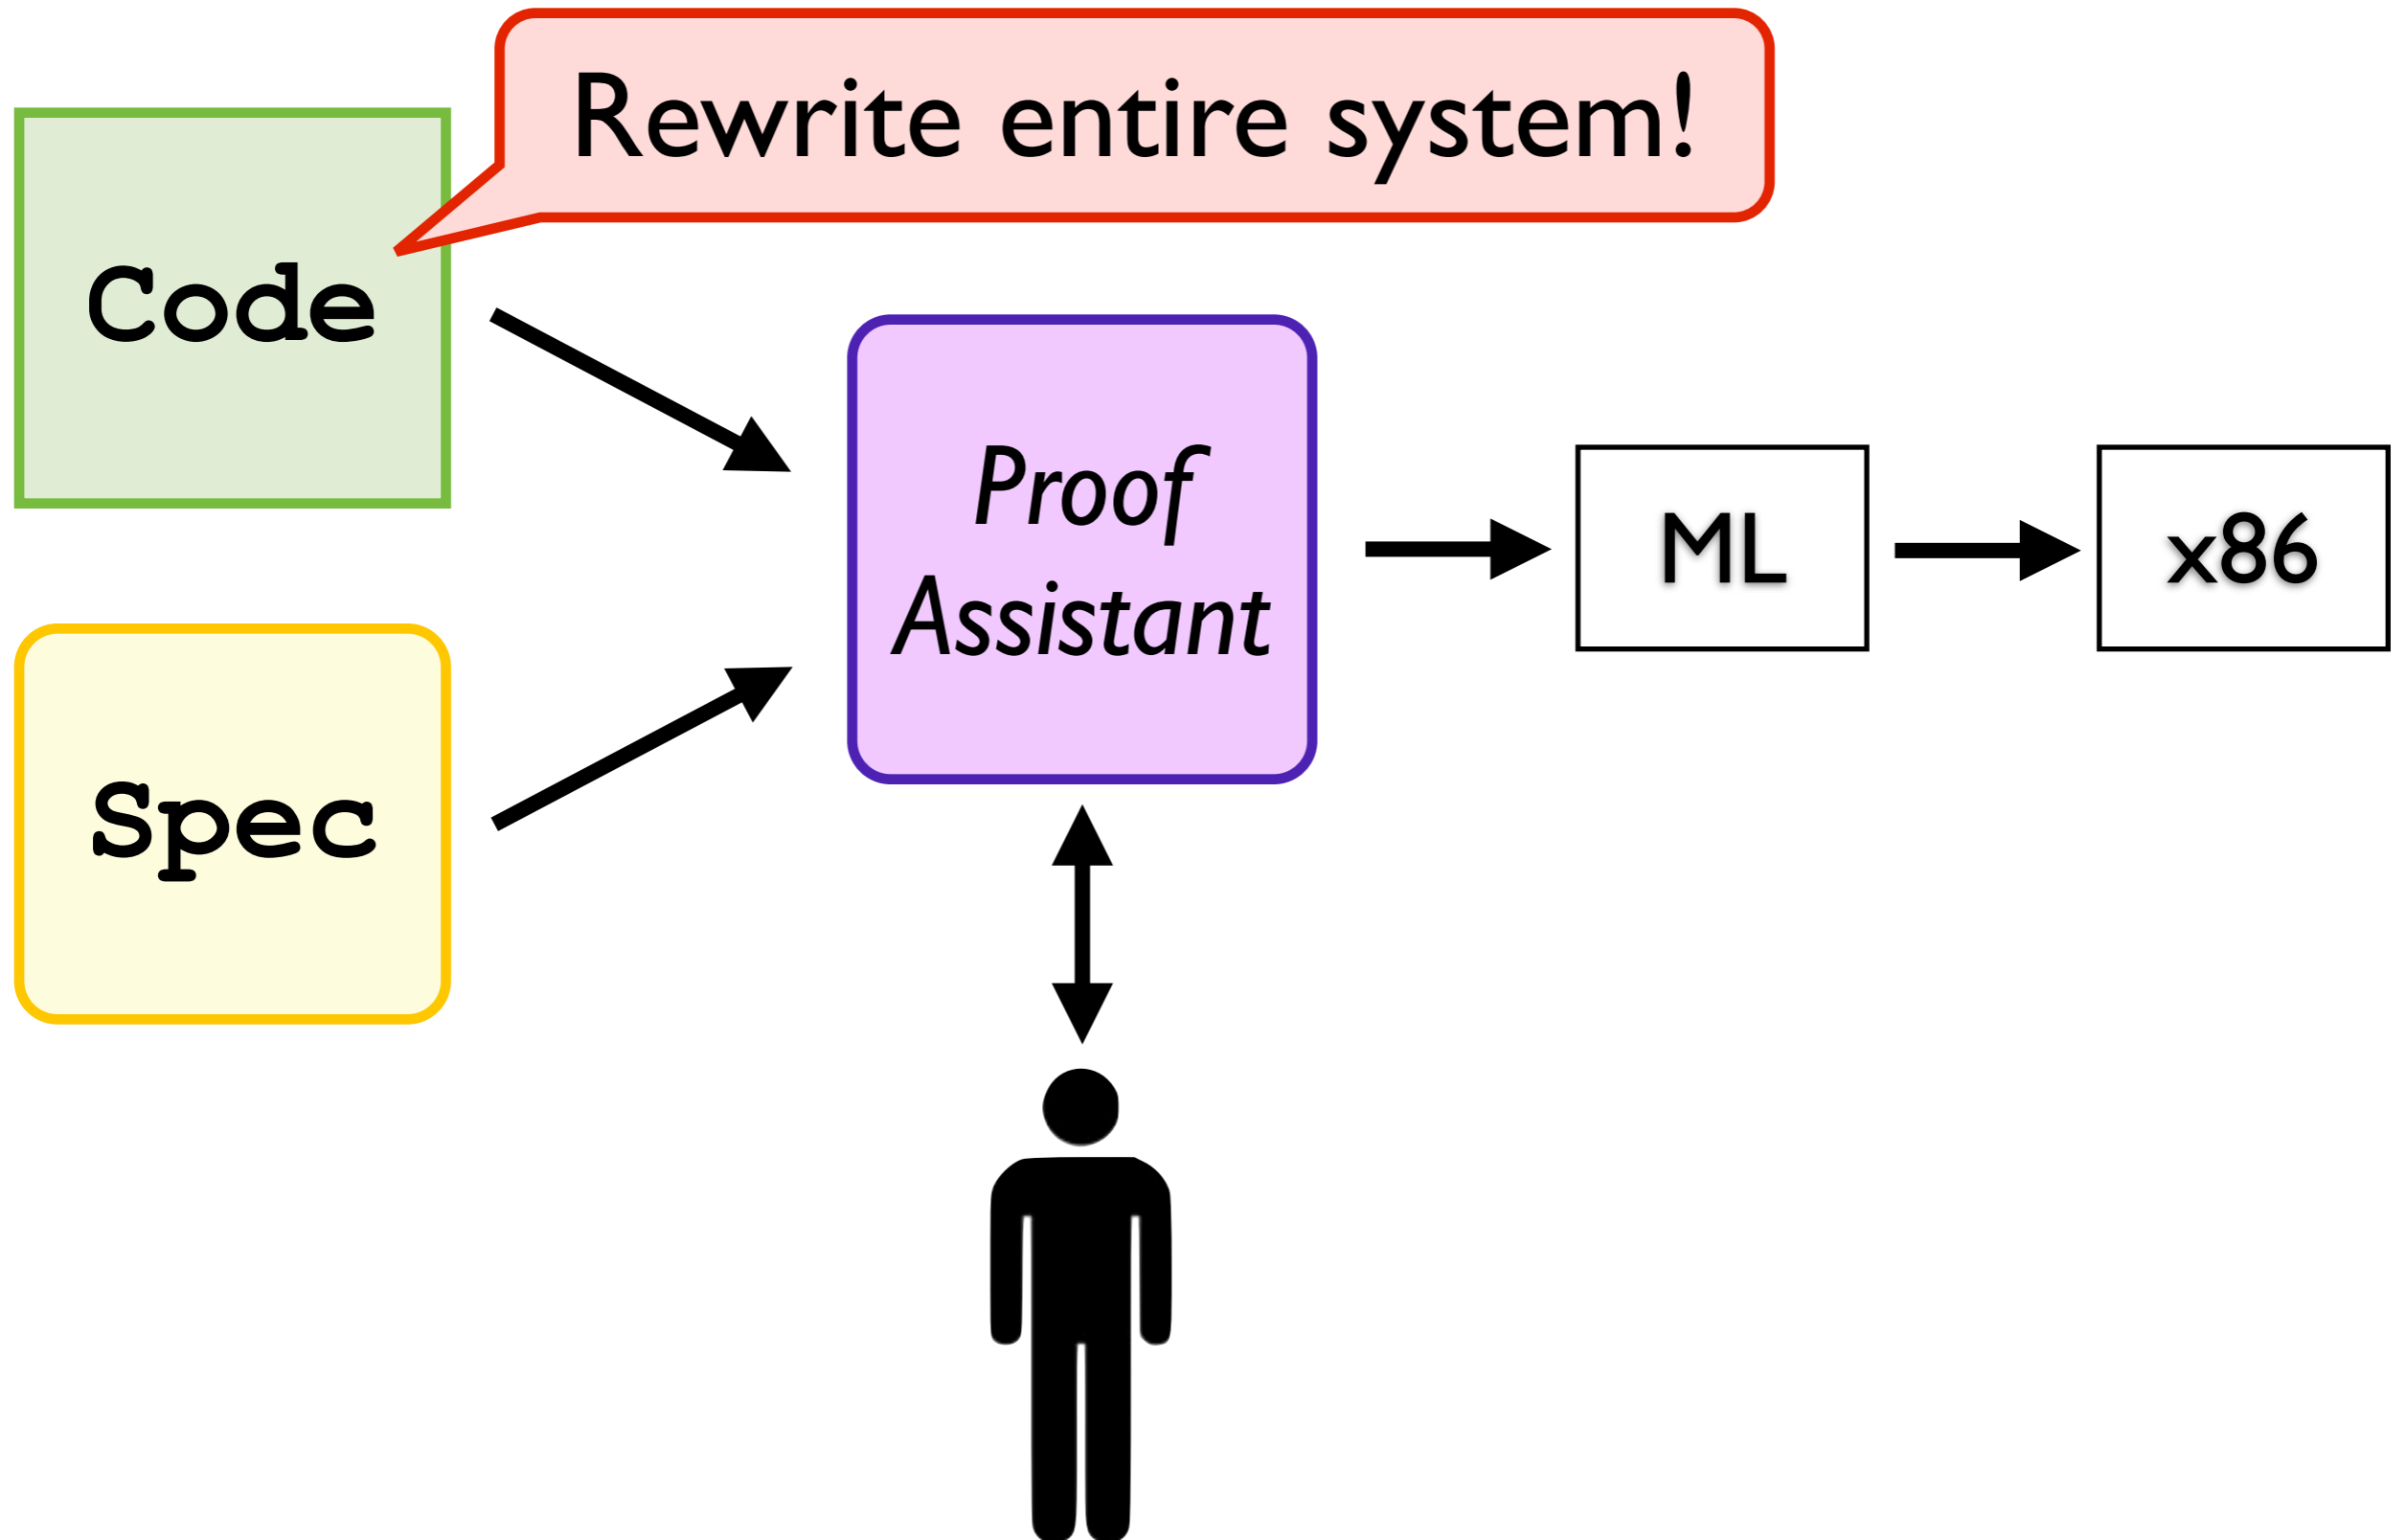 Rewrite entire system!
Code
Proof
Assistant
ML
x86
Spec